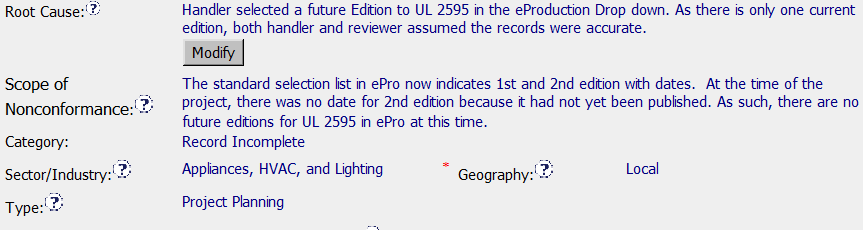 Root Cause:? Handler selected a future Edition to UL 2595 in the eProduction Drop down. As there is only one current
edition, both handler and reviewer assumed the records were accurate.
Modify
Scope of The standard selection list in ePro now indicates 1st and 2nd edition with dates. At the time of the
Nonconformance:? project, there was no date for 2nd edition because it had not yet been published. As such, there are no
future editions for UL 2595 in ePro at this time.
Category: Record Incomplete
Sector/Industry:? Appliances, HVAC, and Lighting * Geography:? Local
Type:? Project Planning